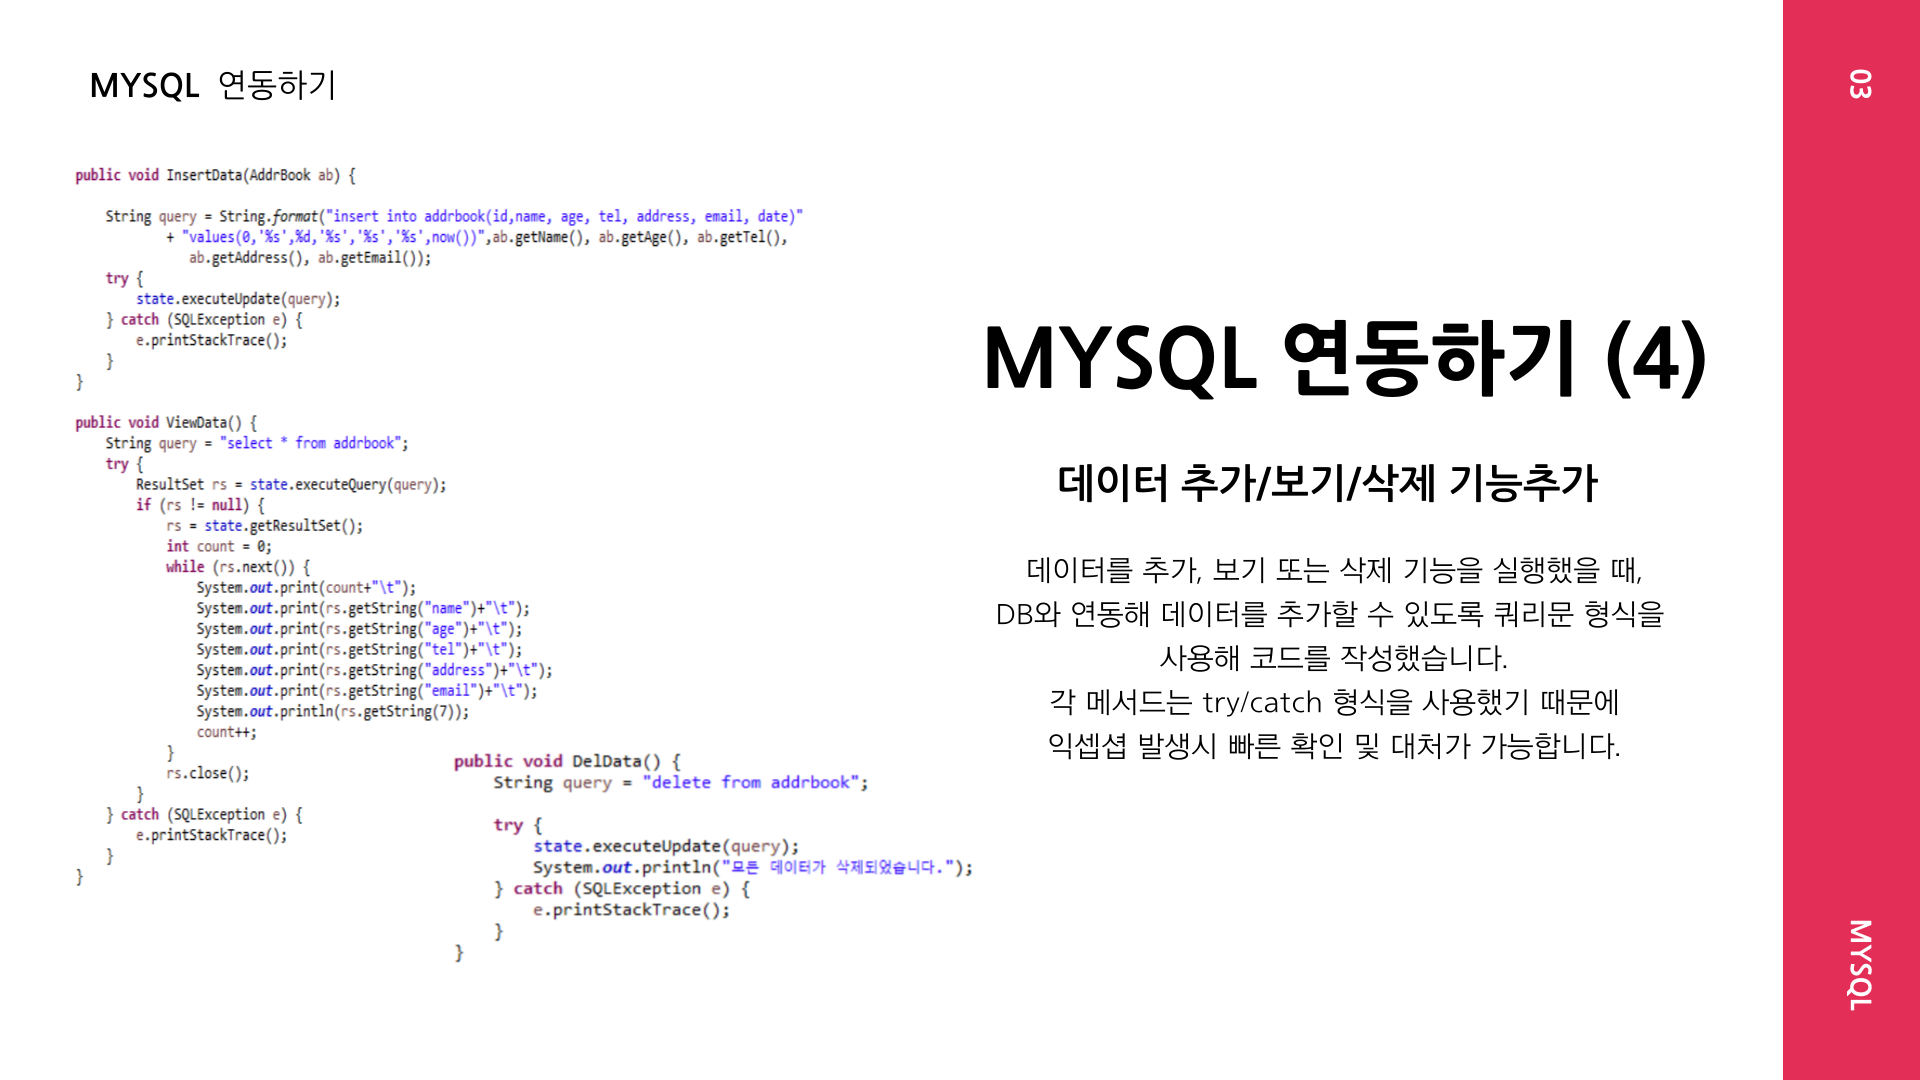 MYSQL 연동하기
public void InsertData(AddrBook ab) {
String query = String.format("insert into addrbook(id,name, age, tel, address, email, date)"
+ "values(0,'%s',%d,'%s','%s','%s',now())",ab.getName(), ab.getAge(), ab.getTel(),
ab.getAddress(), ab.getEmail());
try {
state.executeUpdate(query);
} catch (SQLException e) {
e.printStackTrace();
}
}
public void ViewData() {
String query = "select * from addrbook";
try {
ResultSet rs = state.executeQuery(query);
if (rs != null) {
rs = state.getResultSet();
int count = 0;
while (rs.next()) {
System.out.print(count+"\t");
System.out.print(rs.getString("name")+"\t");
System.out.print(rs.getString("age")+"\t");
System.out.print(rs.getString("tel")+"\t");
System.out.print(rs.getString("address")+"\t");
System.out.print(rs.getString("email")+"\t");
System.out.println(rs.getString(7));
count++;
}
rs.close();
}
} catch (SQLException e) {
e.printStackTrace();
}
}
public void DelData() {
String query = "delete from addrbook";
try {
state.executeUpdate(query);
System.out.println("모든 데이터가 삭제되었습니다.");
} catch (SQLException e) {
e.printStackTrace();
}
}
MYSQL 연동하기 (4)
데이터 추가/보기/삭제 기능추가
데이터를 추가, 보기 또는 삭제 기능을 실행했을 때,
DB와 연동해 데이터를 추가할 수 있도록 쿼리문 형식을
사용해 코드를 작성했습니다.
각 메서드는 try/catch 형식을 사용했기 때문에
익셉셥 발생시 빠른 확인 및 대처가 가능합니다.
03
MYSQL